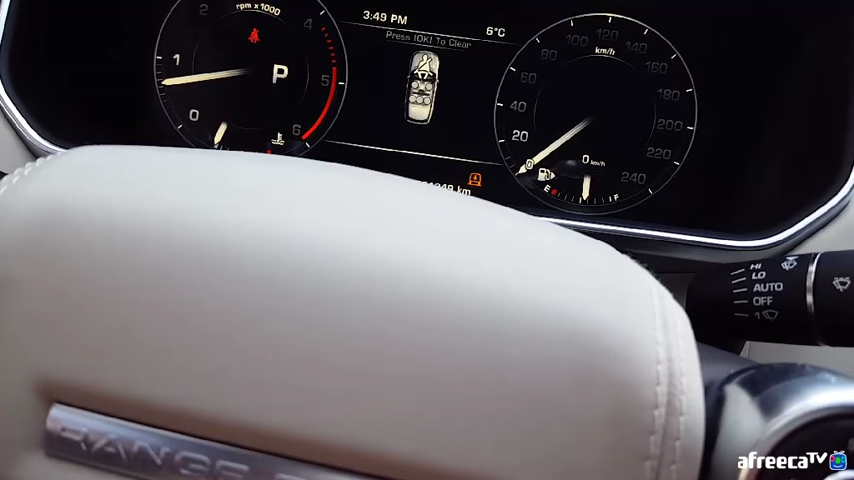 rpm x 1000
0
1
2
4
5
6
P
3:49 PM
6°C
Press [OK] To Clear
km/h
0
20
40
60
80
100
120
140
160
180
200
220
240
0 km/h
E
F
km
HI
LO
AUTO
OFF
1
RANGE
afreecaTV